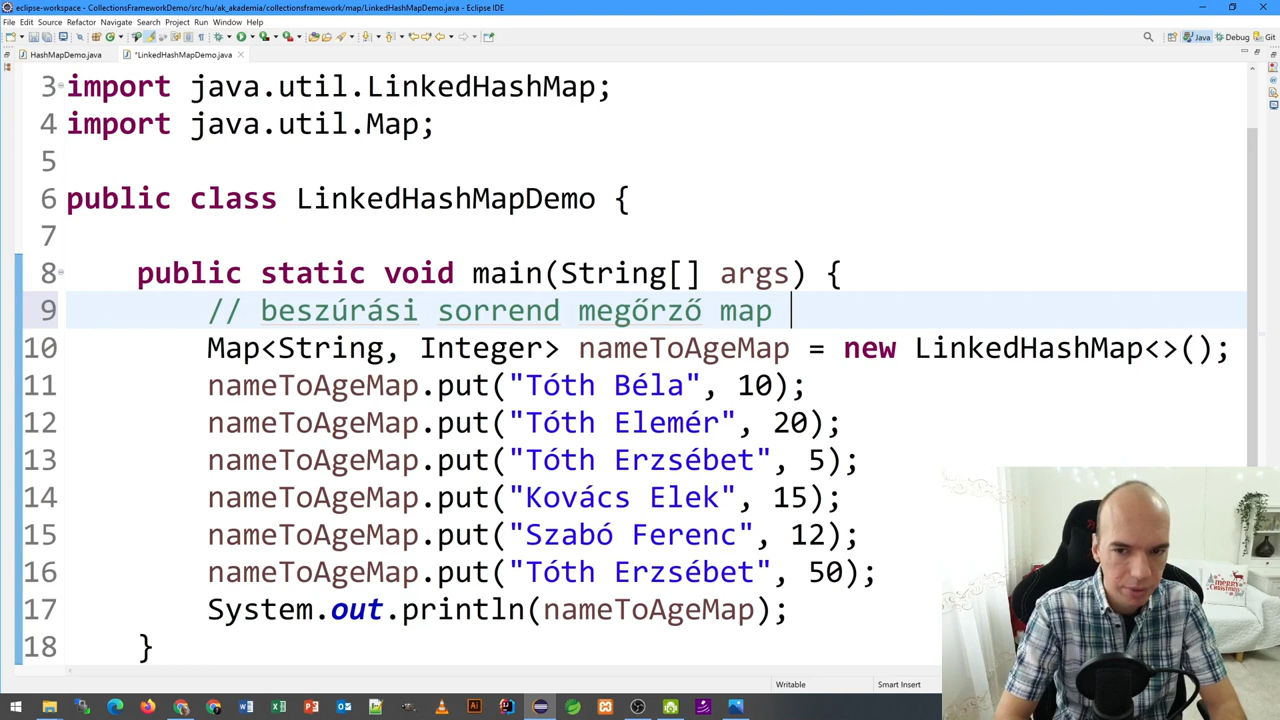 eclipse-workspace - CollectionsFrameworkDemo/src/hu/ak_akademia/collectionsframework/map/LinkedHashMapDemo.java - Eclipse IDE
File Edit Source Refactor Navigate Search Project Run Window Help
Java Debug Git
HashMapDemo.java *LinkedHashMapDemo.java
3 import java.util.LinkedHashMap;
4 import java.util.Map;
5
6 public class LinkedHashMapDemo {
7
8 public static void main(String[] args) {
9 // beszúrási sorrend megőrző map
10 Map<String, Integer> nameToAgeMap = new LinkedHashMap<>();
11 nameToAgeMap.put("Tóth Béla", 10);
12 nameToAgeMap.put("Tóth Elemér", 20);
13 nameToAgeMap.put("Tóth Erzsébet", 5);
14 nameToAgeMap.put("Kovács Elek", 15);
15 nameToAgeMap.put("Szabó Ferenc", 12);
16 nameToAgeMap.put("Tóth Erzsébet", 50);
17 System.out.println(nameToAgeMap);
18 }
MERRY CHRISTMAS
Writable Smart Insert